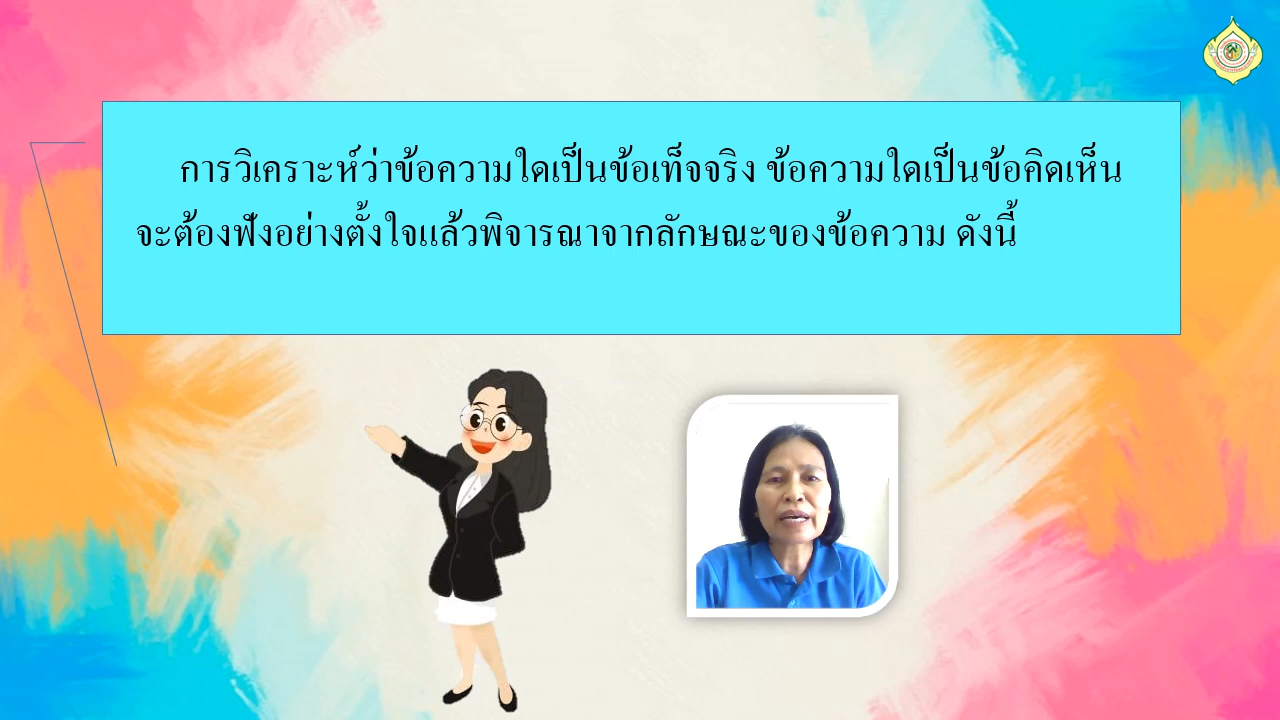 การวิเคราะห์ว่าข้อความใดเป็นข้อเท็จจริง ข้อความใดเป็นข้อคิดเห็น
จะต้องฟังอย่างตั้งใจแล้วพิจารณาจากลักษณะของข้อความ ดังนี้